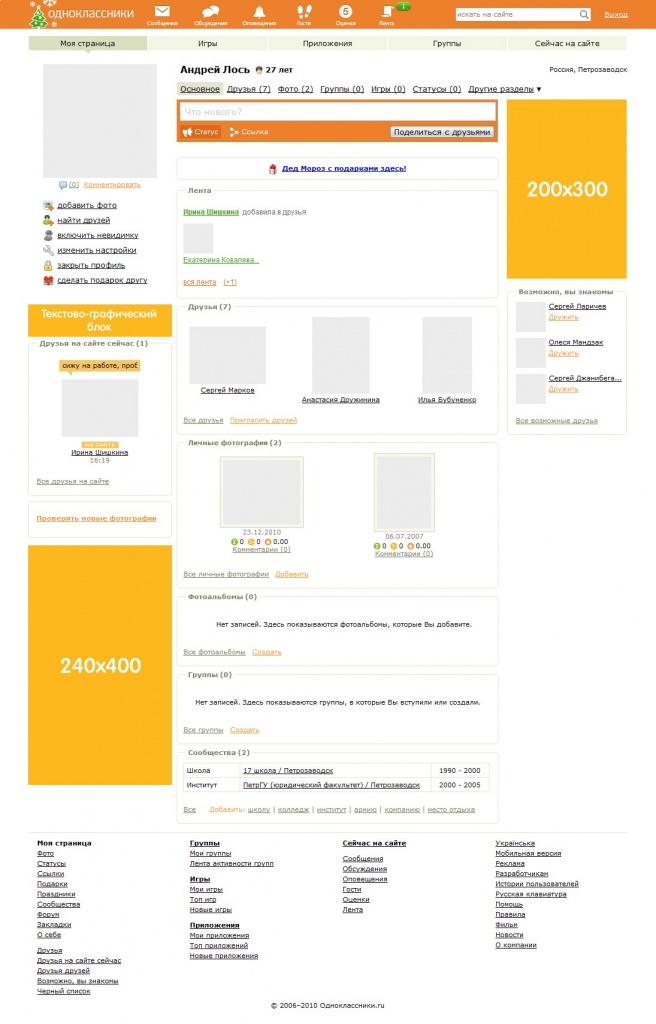 одноклассники
Сообщения Обсуждения Оповещения Гости Оценки Лента
5
1
искать на сайте
Выход
Моя страница Игры Приложения Группы Сейчас на сайте
Андрей Лось 27 лет
Россия, Петрозаводск
Основное Друзья (7) Фото (2) Группы (0) Игры (0) Статусы (0) Другие разделы ▾
Что нового?
Статус Ссылка Поделиться с друзьями
(0) Комментировать
добавить фото
найти друзей
включить невидимку
изменить настройки
закрыть профиль
сделать подарок другу
Текстово-графический
блок
Друзья на сайте сейчас (1)
сижу на работе, проб
НА САЙТЕ
Ирина Шишкина
16:19
Все друзья на сайте
Проверять новые фотографии
240x400
Дед Мороз с подарками здесь!
Лента
Ирина Шишкина добавила в друзья
Екатерина Ковалева..
вся лента (+1)
Друзья (7)
Сергей Марков
Анастасия Дружинина
Илья Бубуненко
Все друзья Пригласить друзей
Личные фотографии (2)
23.12.2010
0 0 0.00
Комментарии (0)
06.07.2007
0 0 0.00
Комментарии (0)
Все личные фотографии Добавить
Фотоальбомы (0)
Нет записей. Здесь показываются фотоальбомы, которые Вы добавите.
Все фотоальбомы Создать
Группы (0)
Нет записей. Здесь показываются группы, в которые Вы вступили или создали.
Все группы Создать
Сообщества (2)
Школа 17 школа / Петрозаводск 1990 - 2000
Институт ПетрГУ (юридический факультет) / Петрозаводск 2000 - 2005
Все Добавить: школу | колледж | институт | армию | компанию | место отдыха
200x300
Возможно, вы знакомы
Сергей Ларичев
Дружить
Олеся Мандзак
Дружить
Сергей Джанибега...
Дружить
Все возможные друзья
Моя страница
Фото
Статусы
Ссылки
Подарки
Праздники
Сообщества
Форум
Закладки
О себе
Друзья
Друзья на сайте сейчас
Друзья друзей
Возможно, вы знакомы
Черный список
Группы
Мои группы
Лента активности групп
Игры
Мои игры
Топ игр
Новые игры
Приложения
Мои приложения
Топ приложений
Новые приложения
Сейчас на сайте
Сообщения
Обсуждения
Оповещения
Гости
Оценки
Лента
Українська
Мобильная версия
Реклама
Разработчикам
Истории пользователей
Русская клавиатура
Помощь
Правила
Фильм
Новости
О компании
© 2006–2010 Одноклассники.ru